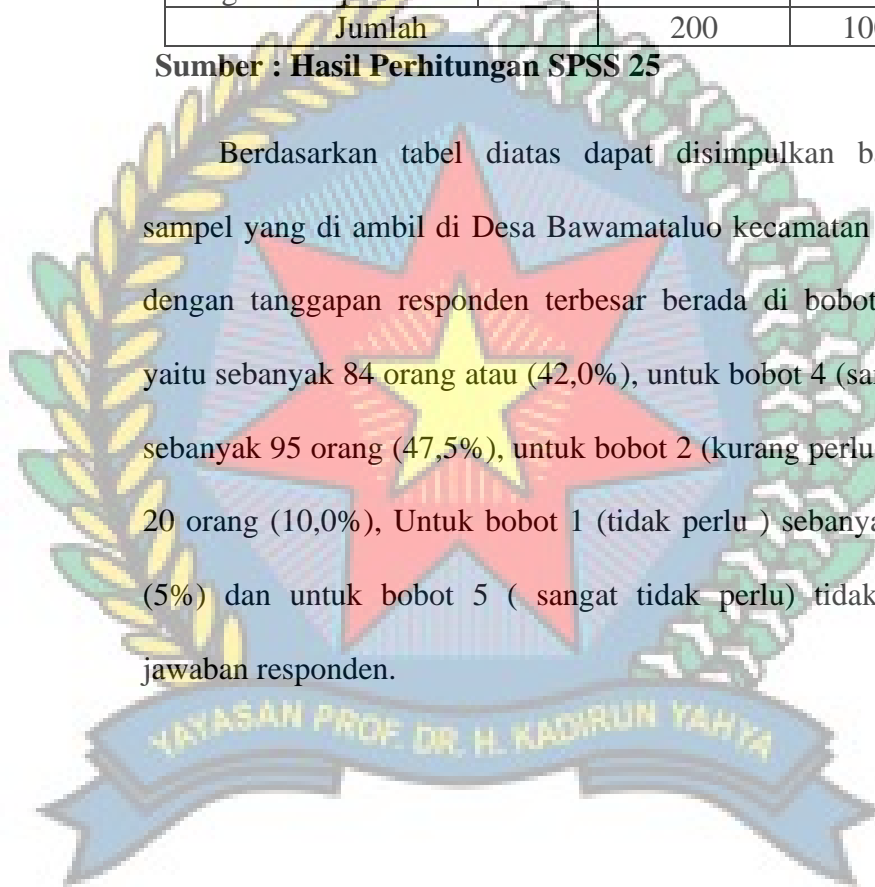 Jumlah 200
Sumber : Hasil Perhitungan SPSS 25
Berdasarkan tabel diatas dapat disimpulkan
sampel yang di ambil di Desa Bawamataluo kecamatan
dengan tanggapan responden terbesar berada di bobot
yaitu sebanyak 84 orang atau (42,0%), untuk bobot 4
sebanyak 95 orang (47,5%), untuk bobot 2 (kurang perlu
20 orang (10,0%), Untuk bobot 1 (tidak perlu )
(5%) dan untuk bobot 5 ( sangat tidak perlu) tidak
jawaban responden.
YAYASAN PROF. DR. H. KADIRUN YAHYA